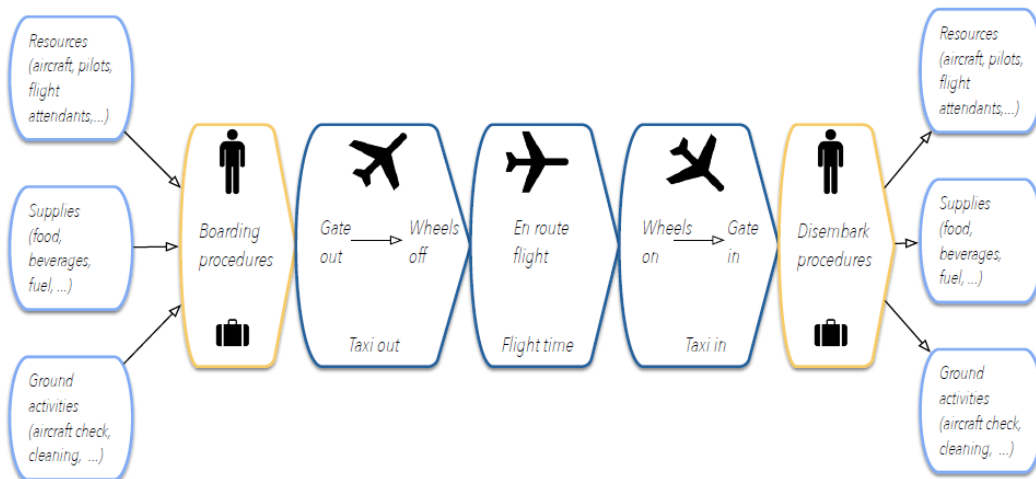 Resources
(aircraft, pilots,
flight
attendants,...)
Supplies
(food,
beverages,
fuel, ...)
Ground
activities
(aircraft check,
cleaning, ...)
Boarding
procedures
Gate
out
Wheels
off
Taxi out
En route
flight
Flight time
Wheels
on
Gate
in
Taxi in
Disembark
procedures
Resources
(aircraft, pilots,
flight
attendants,...)
Supplies
(food,
beverages,
fuel, ...)
Ground
activities
(aircraft check,
cleaning, ...)